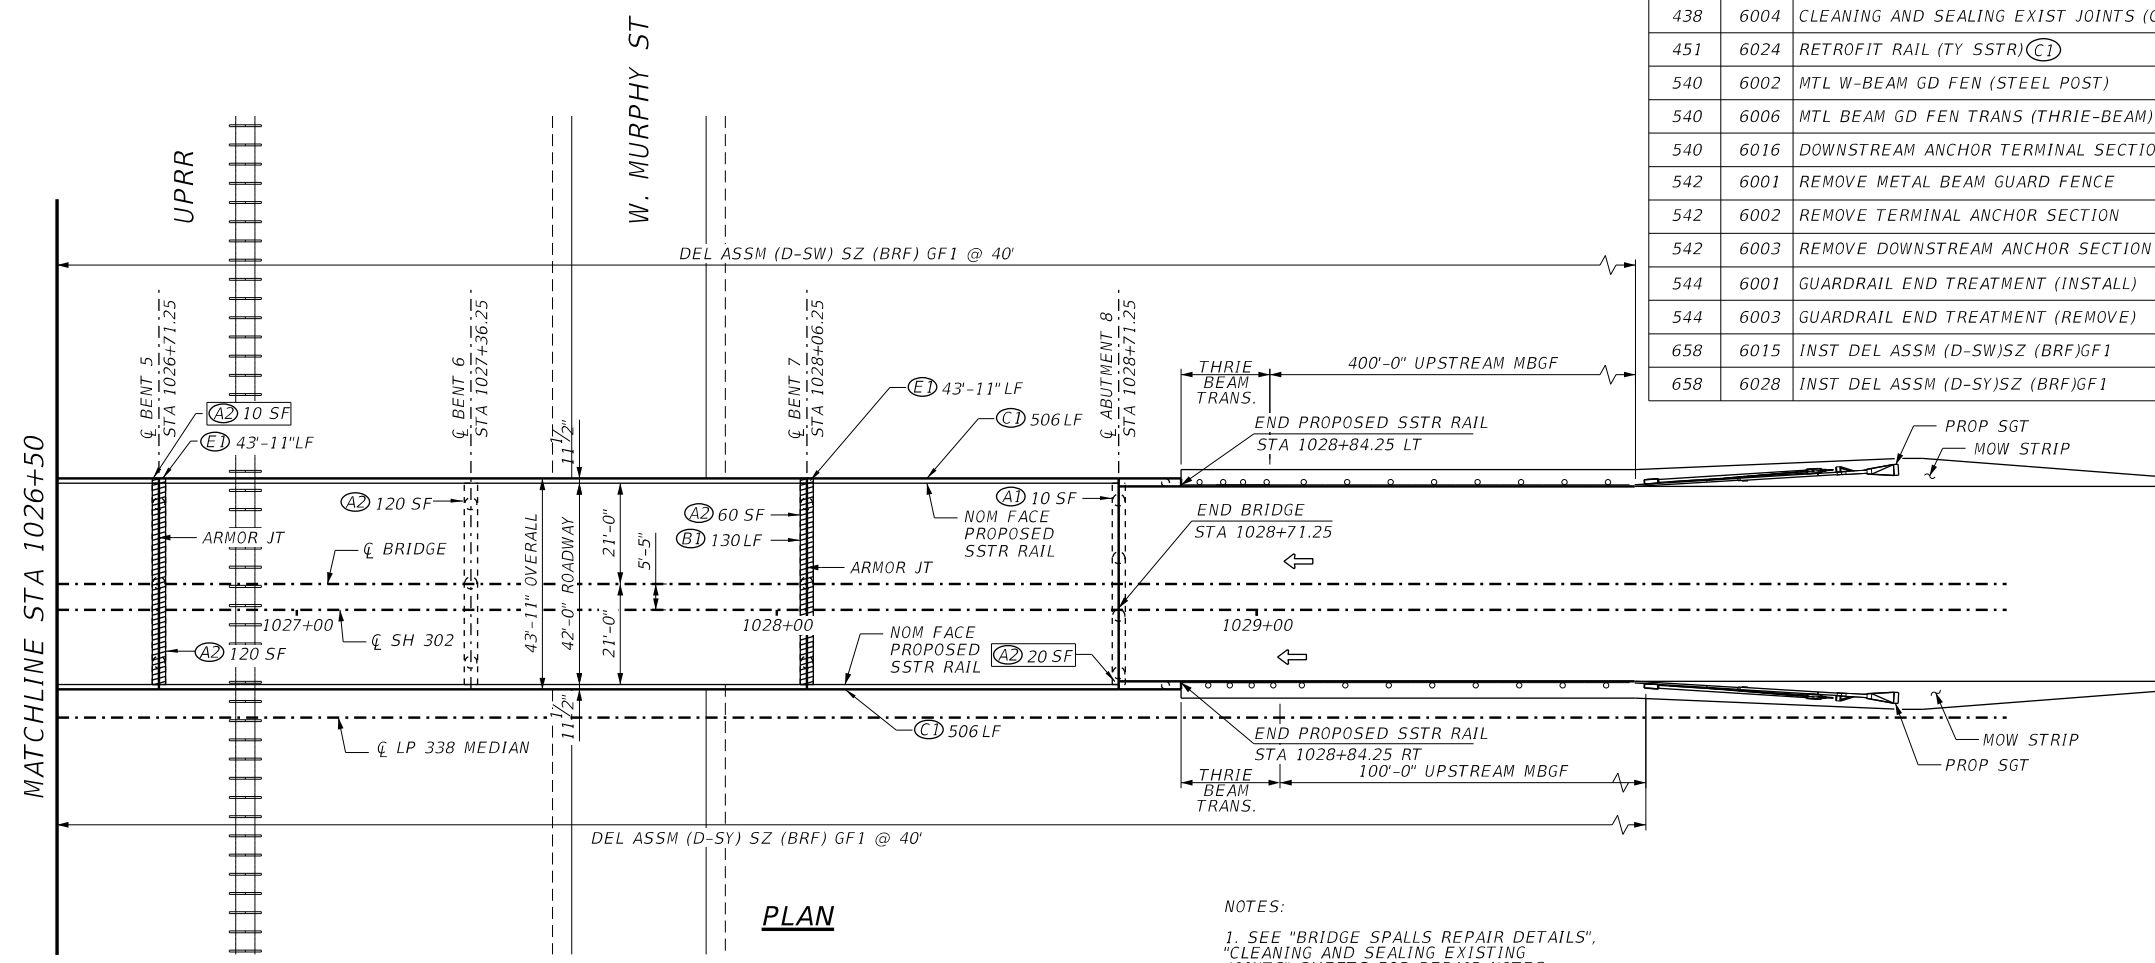 438 6004 CLEANING AND SEALING EXIST JOINTS
451 6024 RETROFIT RAIL (TY SSTR) C1
540 6002 MTL W-BEAM GD FEN (STEEL POST)
540 6006 MTL BEAM GD FEN TRANS (THRIE-BEAM)
540 6016 DOWNSTREAM ANCHOR TERMINAL SECTIO
542 6001 REMOVE METAL BEAM GUARD FENCE
542 6002 REMOVE TERMINAL ANCHOR SECTION
542 6003 REMOVE DOWNSTREAM ANCHOR SECTION
544 6001 GUARDRAIL END TREATMENT (INSTALL)
544 6003 GUARDRAIL END TREATMENT (REMOVE)
658 6015 INST DEL ASSM (D-SW)SZ (BRF)GF1
658 6028 INST DEL ASSM (D-SY)SZ (BRF)GF1
UPRR
W. MURPHY ST
MATCHLINE STA 1026+50
DEL ASSM (D-SW) SZ (BRF) GF1 @ 40'
℄ BENT 5
STA 1026+71.25
℄ BENT 6
STA 1027+36.25
℄ BENT 7
STA 1028+06.25
℄ ABUTMENT 8
STA 1028+71.25
THRIE
BEAM
TRANS.
400'-0" UPSTREAM MBGF
A2 10 SF
E1 43'-11"LF
E1 43'-11"LF
C1 506 LF
END PROPOSED SSTR RAIL
STA 1028+84.25 LT
PROP SGT
MOW STRIP
11 1/2"
A2 120 SF
ARMOR JT
℄ BRIDGE
43'-11" OVERALL
42'-0" ROADWAY
21'-0"
5'-5"
21'-0"
A2 60 SF
B1 130 LF
ARMOR JT
A1 10 SF
NOM FACE
PROPOSED
SSTR RAIL
END BRIDGE
STA 1028+71.25
1027+00
1028+00
1029+00
℄ SH 302
A2 120 SF
NOM FACE
PROPOSED
SSTR RAIL
A2 20 SF
11 1/2"
℄ LP 338 MEDIAN
C1 506 LF
END PROPOSED SSTR RAIL
STA 1028+84.25 RT
THRIE
BEAM
TRANS.
100'-0" UPSTREAM MBGF
MOW STRIP
PROP SGT
DEL ASSM (D-SY) SZ (BRF) GF1 @ 40'
PLAN
NOTES:
1. SEE "BRIDGE SPALLS REPAIR DETAILS",
"CLEANING AND SEALING EXISTING